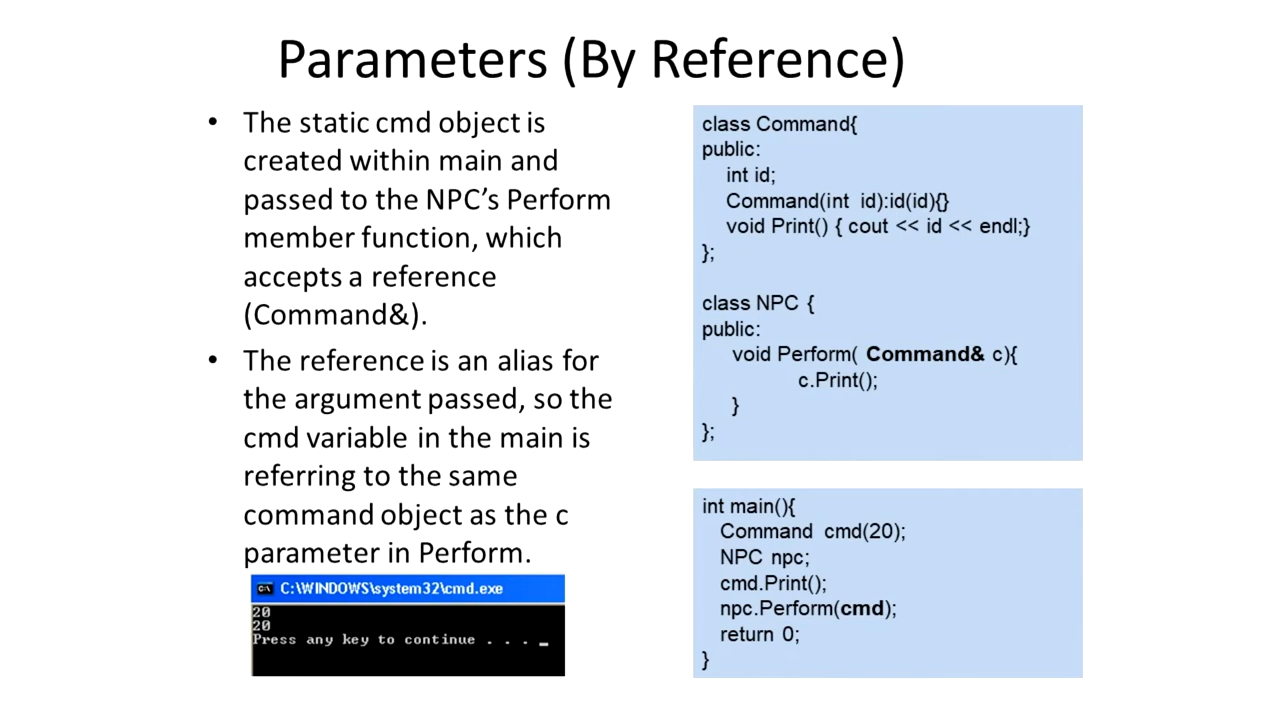 Parameters (By Reference)
• The static cmd object is
created within main and
passed to the NPC’s Perform
member function, which
accepts a reference
(Command&).
• The reference is an alias for
the argument passed, so the
cmd variable in the main is
referring to the same
command object as the c
parameter in Perform.
C:\WINDOWS\system32\cmd.exe
20
20
Press any key to continue . . . _
class Command{
public:
int id;
Command(int id):id(id){}
void Print() { cout << id << endl;}
};
class NPC {
public:
void Perform( Command& c){
c.Print();
}
};
int main(){
Command cmd(20);
NPC npc;
cmd.Print();
npc.Perform(cmd);
return 0;
}